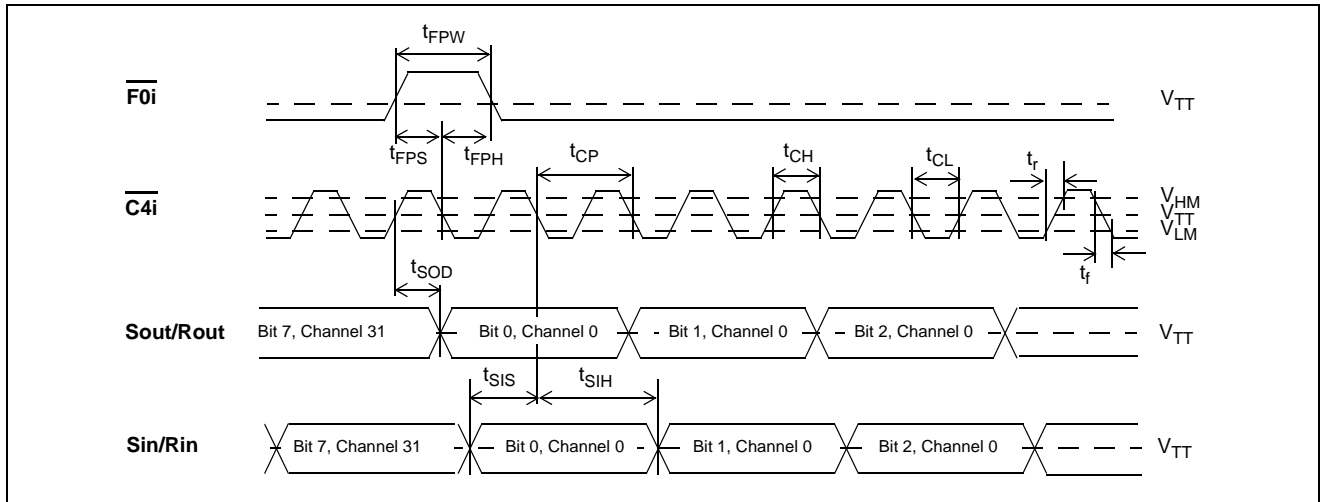 tFPW
F0i
VTT
tFPS
tFPH
tCP
tCH
tCL
tr
C4i
VHM
VTT
VLM
tSOD
tf
Sout/Rout
Bit 7, Channel 31
Bit 0, Channel 0
Bit 1, Channel 0
Bit 2, Channel 0
VTT
tSIS
tSIH
Sin/Rin
Bit 7, Channel 31
Bit 0, Channel 0
Bit 1, Channel 0
Bit 2, Channel 0
VTT